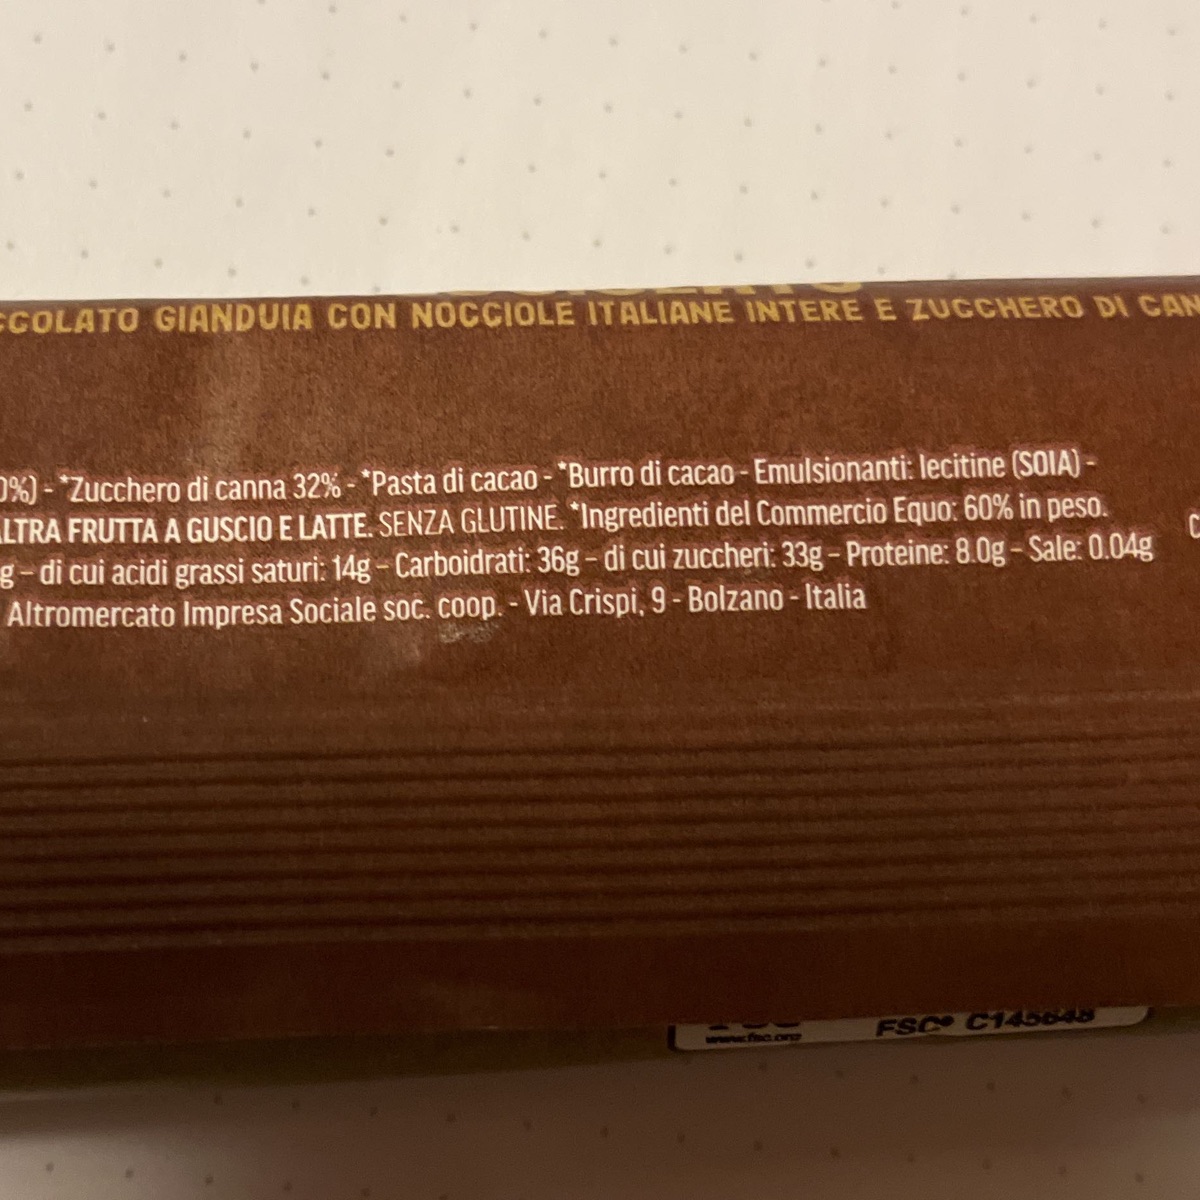 CCOLATO GIANDUIA CON NOCCIOLE ITALIANE INTERE E ZUCCHERO DI CAN
0%) - *Zucchero di canna 32% - *Pasta di cacao - *Burro di cacao - Emulsionanti: lecitine (SOIA) -
ALTRA FRUTTA A GUSCIO E LATTE. SENZA GLUTINE. *Ingredienti del Commercio Equo: 60% in peso.
g – di cui acidi grassi saturi: 14g – Carboidrati: 36g – di cui zuccheri: 33g – Proteine: 8.0g – Sale: 0.04g
Altromercato Impresa Sociale soc. coop. - Via Crispi, 9 - Bolzano - Italia
www.fsc.org
FSC® C145648